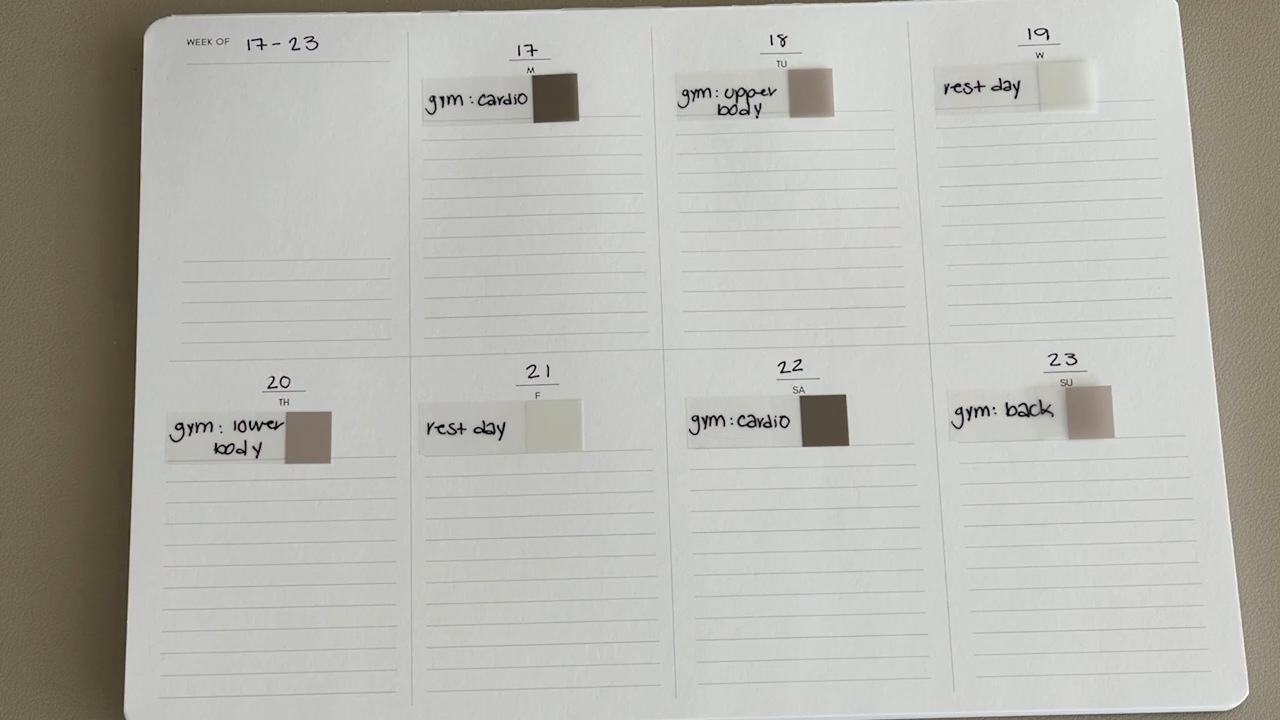 WEEK OF 17-23
17
M
gym: cardio
18
TU
gym: upper
body
19
W
rest day
20
TH
gym: lower
body
21
F
rest day
22
SA
gym: cardio
23
SU
gym: back